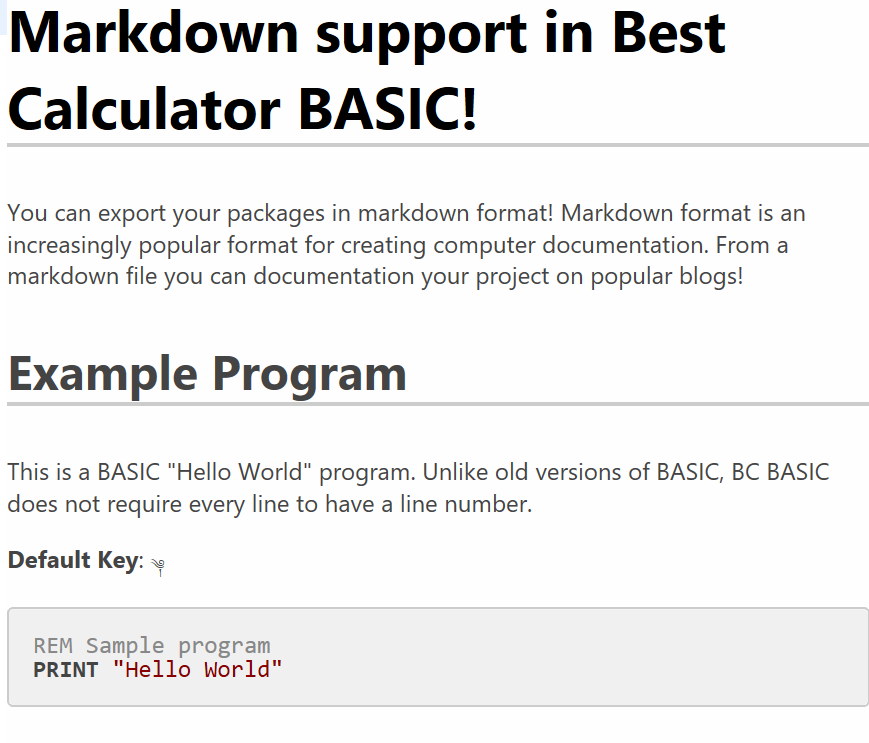 Markdown support in Best
Calculator BASIC!
You can export your packages in markdown format! Markdown format is an
increasingly popular format for creating computer documentation. From a
markdown file you can documentation your project on popular blogs!
Example Program
This is a BASIC "Hello World" program. Unlike old versions of BASIC, BC BASIC
does not require every line to have a line number.
Default Key:
REM Sample program
PRINT "Hello World"